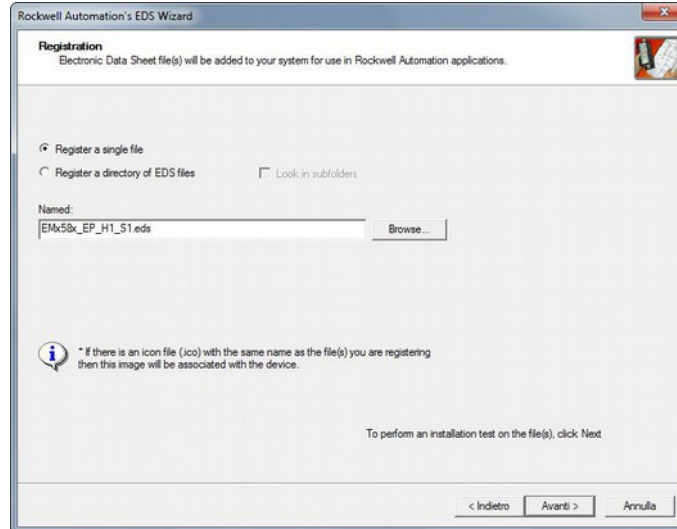 Rockwell Automation's EDS Wizard
Registration
Electronic Data Sheet file(s) will be added to your system for use in Rockwell Automation applications.
Register a single file
Register a directory of EDS files
Look in subfolders
Named:
EMx58x_EP_H1_S1.eds
Browse...
* If there is an icon file (.ico) with the same name as the file(s) you are registering
then this image will be associated with the device.
To perform an installation test on the file(s), click Next
< Indietro
Avanti >
Annulla